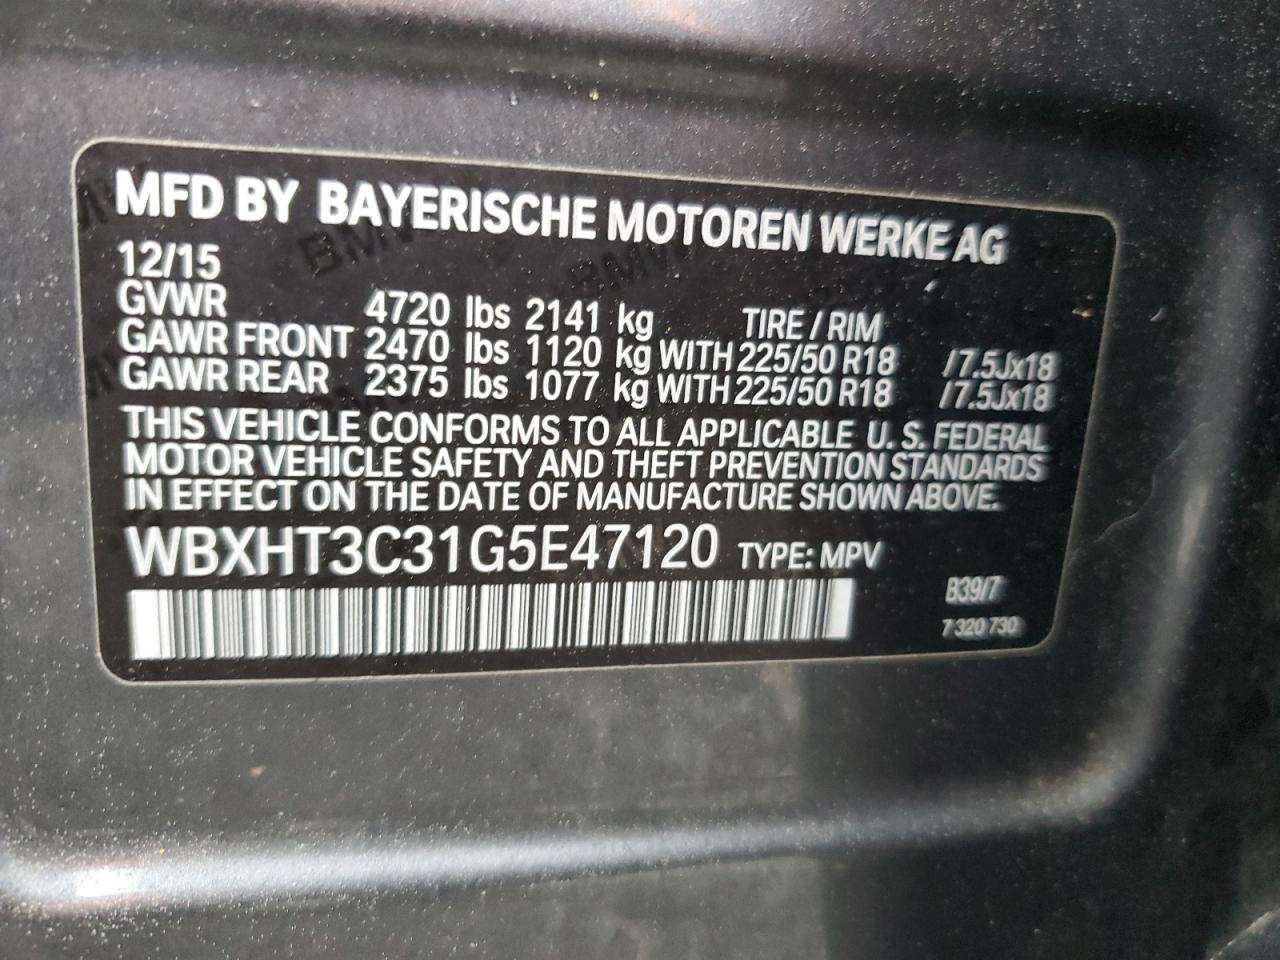 MFD BY BAYERISCHE MOTOREN WERKE AG
12/15
GVWR 4720 lbs 2141 kg TIRE / RIM
GAWR FRONT 2470 lbs 1120 kg WITH 225/50 R18 /7.5Jx18
GAWR REAR 2375 lbs 1077 kg WITH 225/50 R18 /7.5Jx18
THIS VEHICLE CONFORMS TO ALL APPLICABLE U.S. FEDERAL
MOTOR VEHICLE SAFETY AND THEFT PREVENTION STANDARDS
IN EFFECT ON THE DATE OF MANUFACTURE SHOWN ABOVE.
WBXHT3C31G5E47120 TYPE: MPV
B39/7
7 320 730